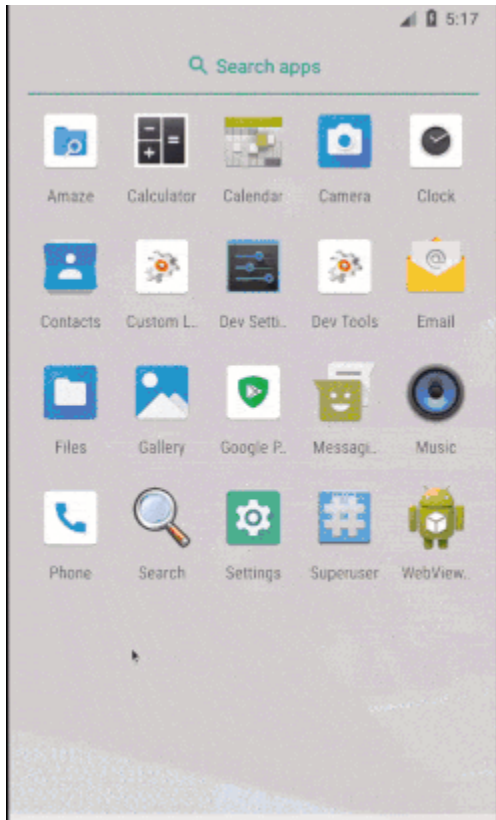 5:17
Search apps
Amaze Calculator Calendar Camera Clock
Contacts Custom L.. Dev Setti.. Dev Tools Email
Files Gallery Google P.. Messagi.. Music
Phone Search Settings Superuser WebView..